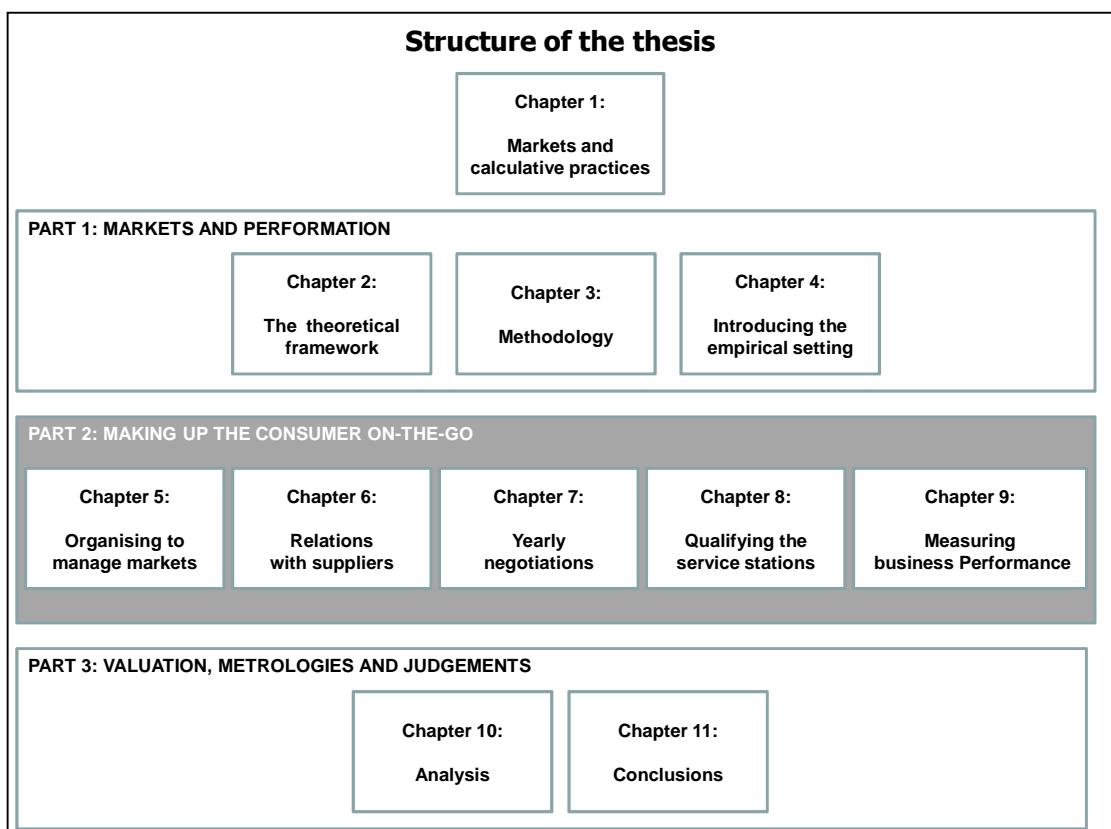 Structure of the thesis
Chapter 1:
Markets and
calculative practices
PART 1: MARKETS AND PERFORMATION
Chapter 2:
The theoretical
framework
Chapter 3:
Methodology
Chapter 4:
Introducing the
empirical setting
PART 2: MAKING UP THE CONSUMER ON-THE-GO
Chapter 5:
Organising to
manage markets
Chapter 6:
Relations
with suppliers
Chapter 7:
Yearly
negotiations
Chapter 8:
Qualifying the
service stations
Chapter 9:
Measuring
business Performance
PART 3: VALUATION, METROLOGIES AND JUDGEMENTS
Chapter 10:
Analysis
Chapter 11:
Conclusions